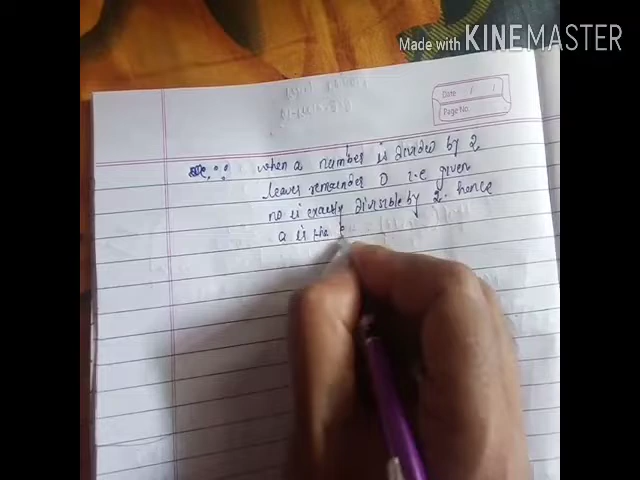 Made with KINEMASTER
Date / /
Page No.
when a number is divided by 2
leaves remainder 0 i.e given
no is exactly divisible by 2. hence
2 is the